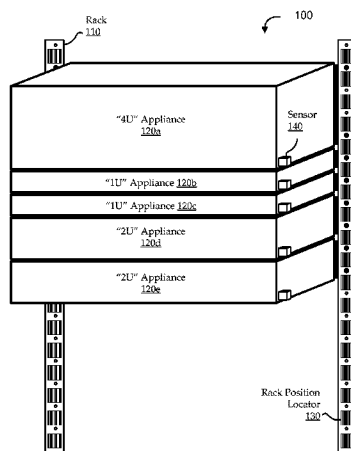 100
Rack
110
"4U" Appliance
120a
Sensor
140
"1U" Appliance 120b
"1U" Appliance 120c
"2U" Appliance
120d
"2U" Appliance
120e
Rack Position
Locator
130